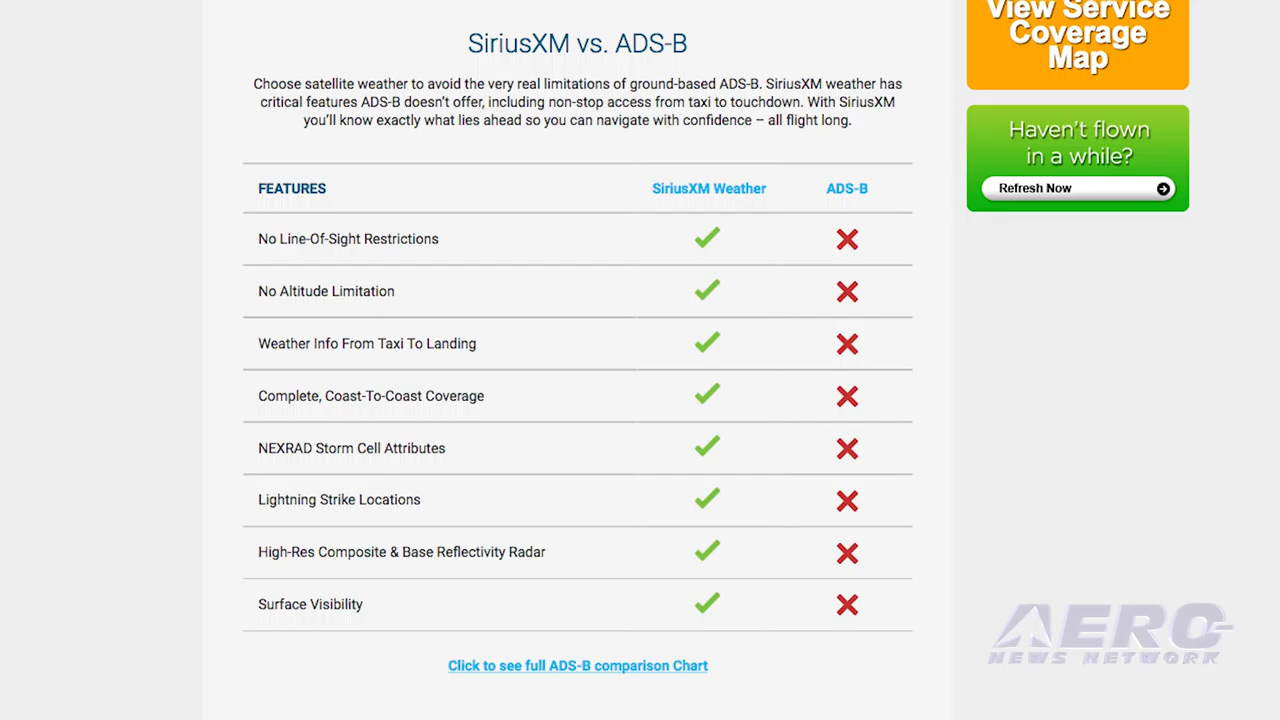 SiriusXM vs. ADS-B
Choose satellite weather to avoid the very real limitations of ground-based ADS-B. SiriusXM weather has
critical features ADS-B doesn't offer, including non-stop access from taxi to touchdown. With SiriusXM
you'll know exactly what lies ahead so you can navigate with confidence – all flight long.
FEATURES SiriusXM Weather ADS-B
No Line-Of-Sight Restrictions
No Altitude Limitation
Weather Info From Taxi To Landing
Complete, Coast-To-Coast Coverage
NEXRAD Storm Cell Attributes
Lightning Strike Locations
High-Res Composite & Base Reflectivity Radar
Surface Visibility
Click to see full ADS-B comparison Chart
View Service
Coverage
Map
Haven't flown
in a while?
Refresh Now
AERO
NEWS NETWORK